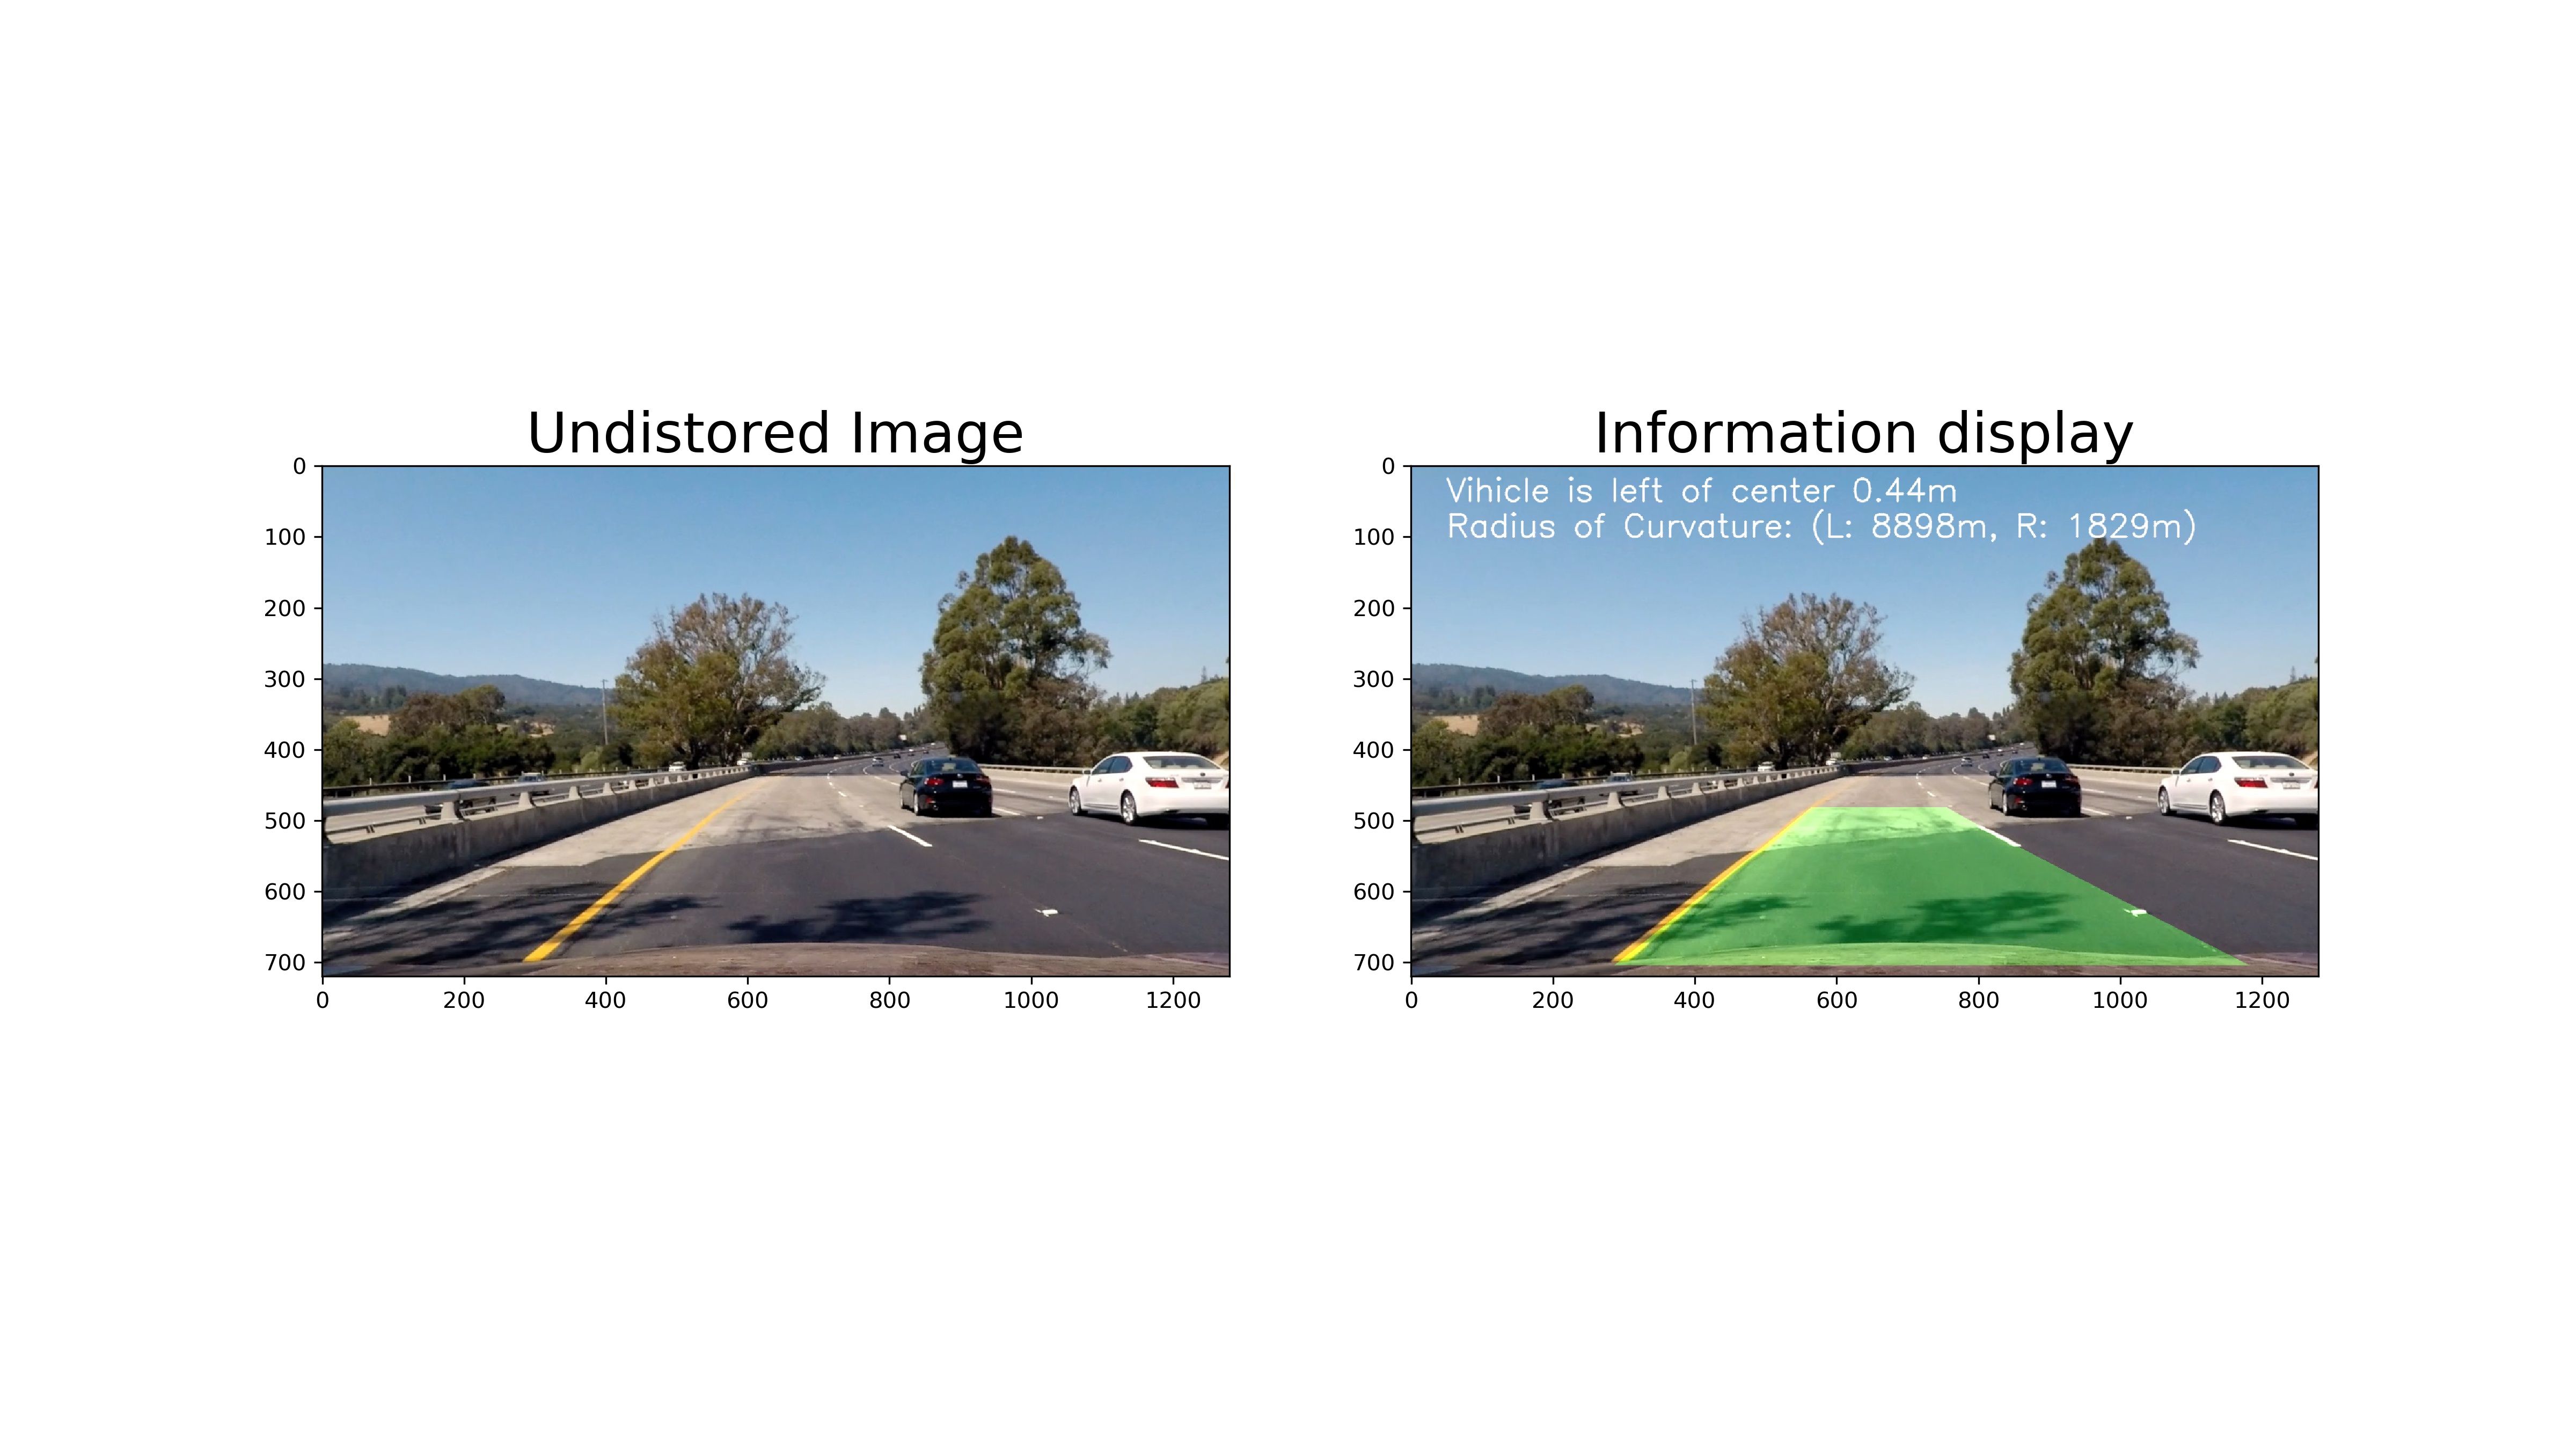 Undistored Image
Information display
0
100
200
300
400
500
600
700
0 200 400 600 800 1000 1200
Vihicle is left of center 0.44m
Radius of Curvature: (L: 8898m, R: 1829m)
0
100
200
300
400
500
600
700
0 200 400 600 800 1000 1200